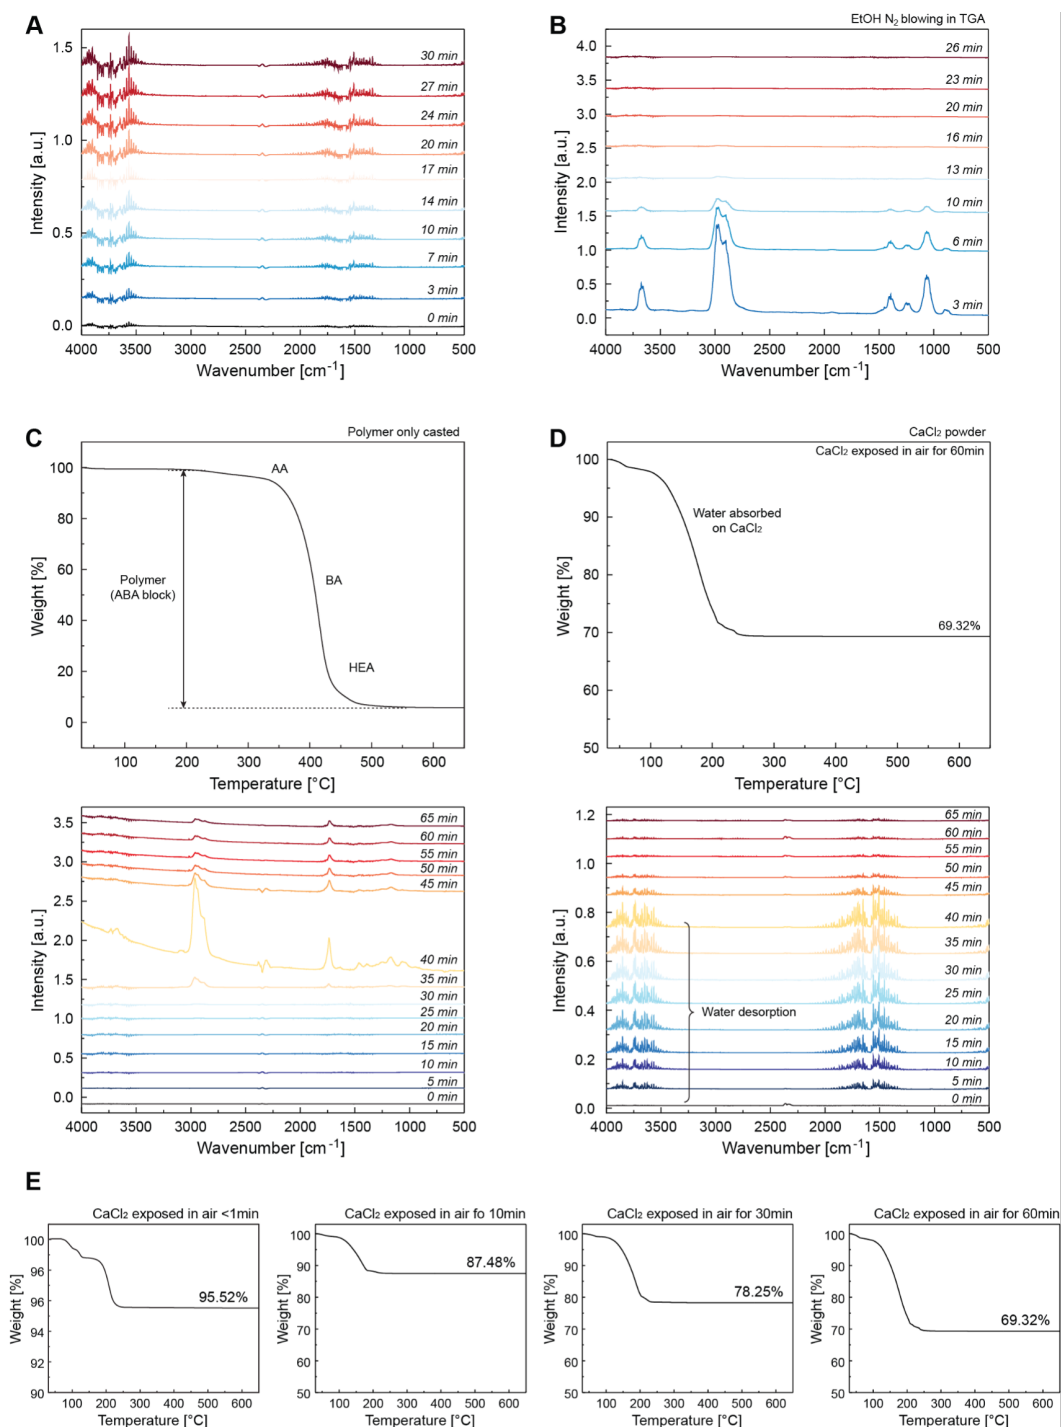 A
1.5
1.0
0.5
0.0
Intensity [a.u.]
30 min
27 min
24 min
20 min
17 min
14 min
10 min
7 min
3 min
0 min
4000 3500 3000 2500 2000 1500 1000 500
Wavenumber [cm⁻¹]
B
EtOH N₂ blowing in TGA
4.0
3.5
3.0
2.5
2.0
1.5
1.0
0.5
0.0
Intensity [a.u.]
26 min
23 min
20 min
16 min
13 min
10 min
6 min
3 min
4000 3500 3000 2500 2000 1500 1000 500
Wavenumber [cm⁻¹]
C
Polymer only casted
100
80
60
40
20
0
Weight [%]
AA
Polymer
(ABA block)
BA
HEA
100 200 300 400 500 600
Temperature [°C]
3.5
3.0
2.5
2.0
1.5
1.0
0.5
0.0
Intensity [a.u.]
65 min
60 min
55 min
50 min
45 min
40 min
35 min
30 min
25 min
20 min
15 min
10 min
5 min
0 min
4000 3500 3000 2500 2000 1500 1000 500
Wavenumber [cm⁻¹]
D
CaCl₂ powder
CaCl₂ exposed in air for 60min
100
90
80
70
60
50
Weight [%]
Water absorbed
on CaCl₂
69.32%
100 200 300 400 500 600
Temperature [°C]
1.2
1.0
0.8
0.6
0.4
0.2
0.0
Intensity [a.u.]
65 min
60 min
55 min
50 min
45 min
40 min
35 min
30 min
25 min
20 min
15 min
10 min
5 min
0 min
Water desorption
4000 3500 3000 2500 2000 1500 1000 500
Wavenumber [cm⁻¹]
E
CaCl₂ exposed in air <1min
100
98
96
94
92
90
Weight [%]
95.52%
100 200 300 400 500 600
Temperature [°C]
CaCl₂ exposed in air fo 10min
100
90
80
70
60
50
Weight [%]
87.48%
100 200 300 400 500 600
Temperature [°C]
CaCl₂ exposed in air for 30min
100
90
80
70
60
50
Weight [%]
78.25%
100 200 300 400 500 600
Temperature [°C]
CaCl₂ exposed in air for 60min
100
90
80
70
60
50
Weight [%]
69.32%
100 200 300 400 500 600
Temperature [°C]